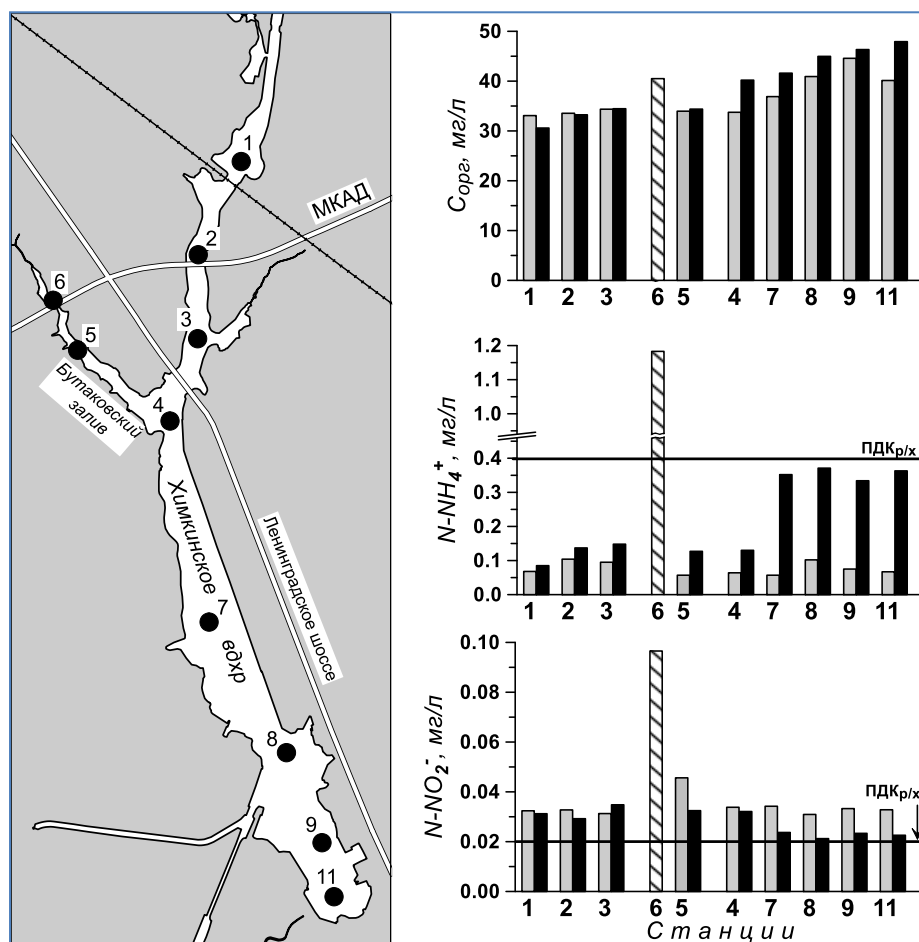 1
МКАД
2
6
3
5
Бутаковский
залив
4
Химкинское
вдхр
Ленинградское шоссе
7
8
9
11
50
40
30
20
10
0
Cорг, мг/л
1 2 3 6 5 4 7 8 9 11
1.2
1.1
1.0
0.4
0.3
0.2
0.1
0.0
N-NH4+, мг/л
ПДКр/х
1 2 3 6 5 4 7 8 9 11
0.10
0.08
0.06
0.04
0.02
0.00
N-NO2-, мг/л
ПДКр/х
1 2 3 6 5 4 7 8 9 11
Станции